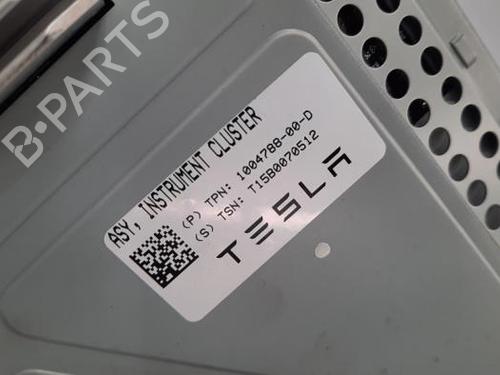 B-PARTS
ASY, INSTRUMENT CLUSTER
(P) TPN: 1004788-00-D
(S) TSN: T15B0070512
TESLA